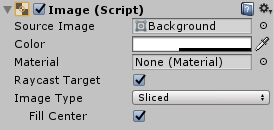 Image (Script)
Source Image Background
Color
Material None (Material)
Raycast Target
Image Type Sliced
Fill Center